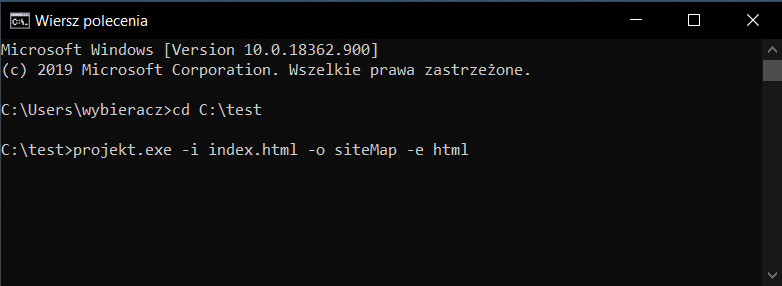 Wiersz polecenia
Microsoft Windows [Version 10.0.18362.900]
(c) 2019 Microsoft Corporation. Wszelkie prawa zastrzeżone.
C:\Users\wybieracz>cd C:\test
C:\test>projekt.exe -i index.html -o siteMap -e html